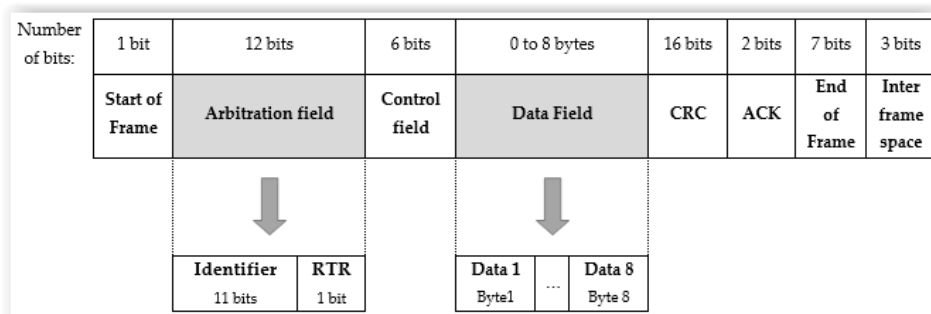 Number of bits: 1 bit 12 bits 6 bits 0 to 8 bytes 16 bits 2 bits 7 bits 3 bits
Start of Frame Arbitration field Control field Data Field CRC ACK End of Frame Inter frame space
Identifier RTR Data 1 ... Data 8
11 bits 1 bit Byte1 Byte 8